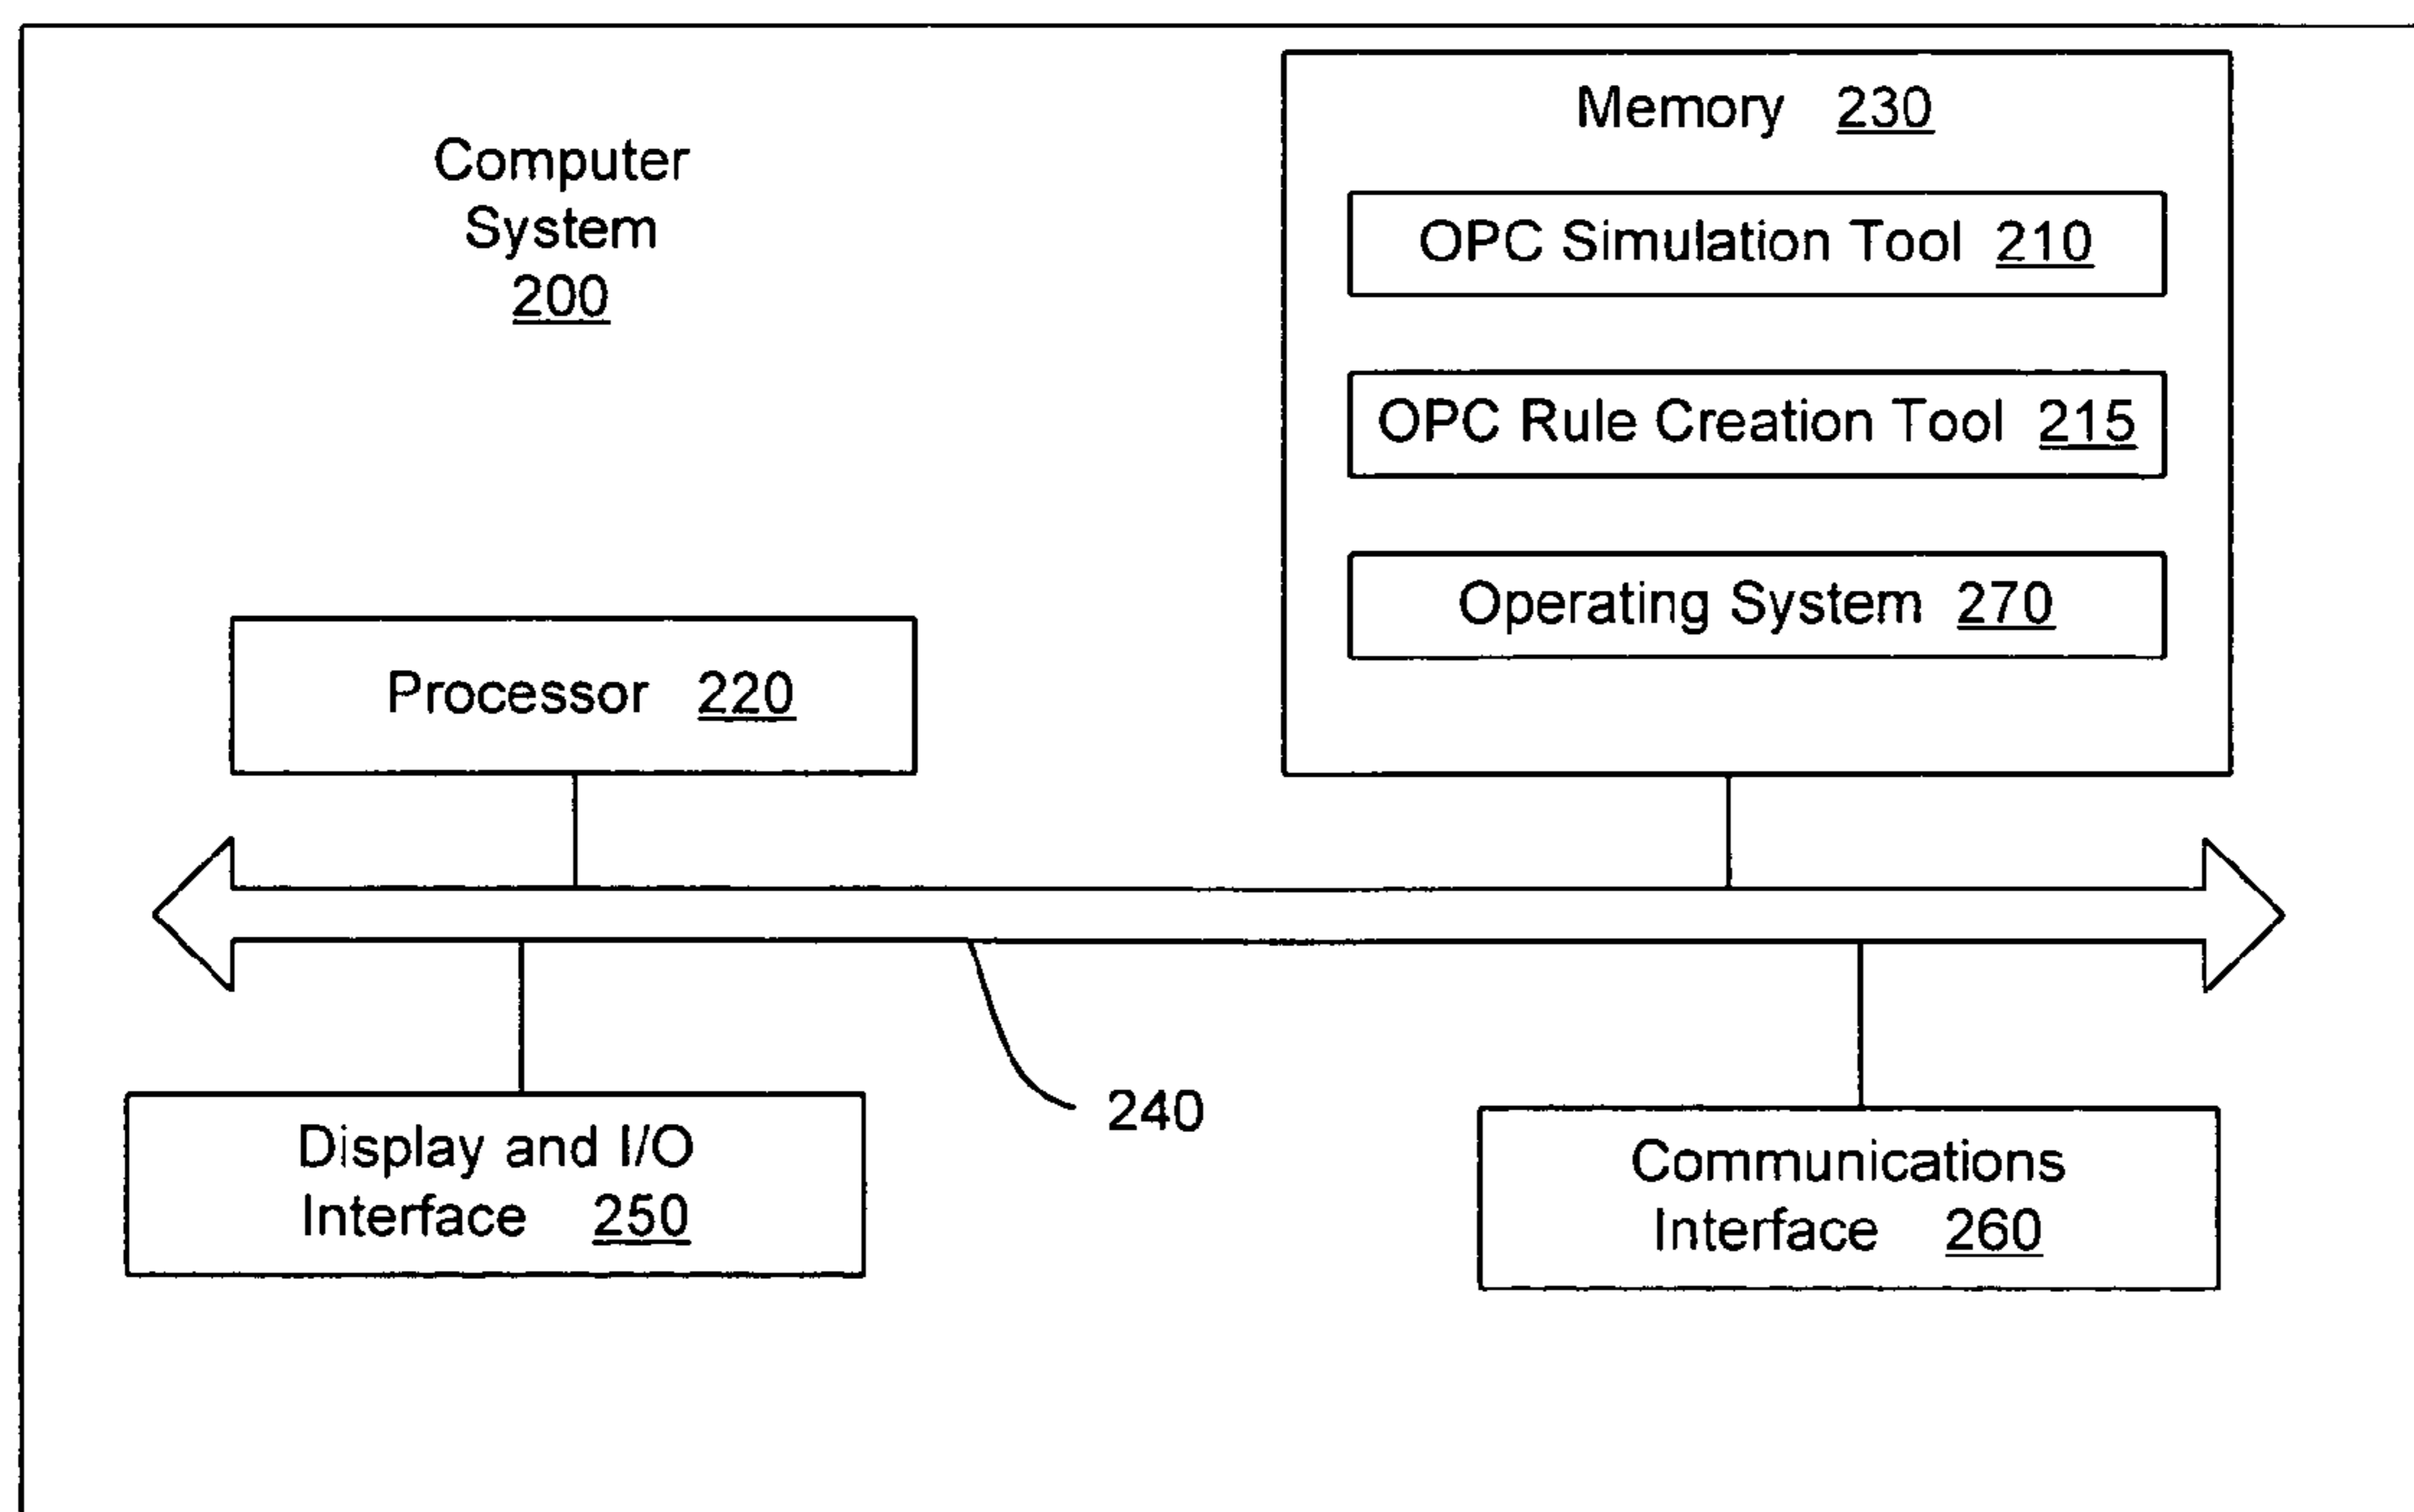 Computer
System
200
Memory 230
OPC Simulation Tool 210
OPC Rule Creation Tool 215
Operating System 270
Processor 220
240
Display and I/O
Interface 250
Communications
Interface 260